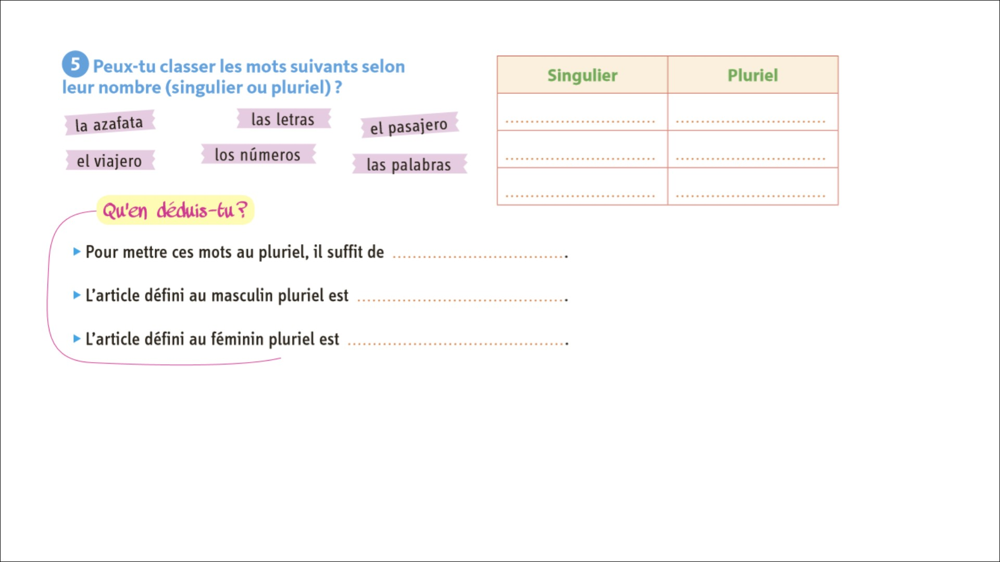 5 Peux-tu classer les mots suivants selon
leur nombre (singulier ou pluriel) ?
la azafata
las letras
el pasajero
el viajero
los números
las palabras
Singulier
Pluriel
Qu'en déduis-tu ?
Pour mettre ces mots au pluriel, il suffit de .
L'article défini au masculin pluriel est .
L'article défini au féminin pluriel est .